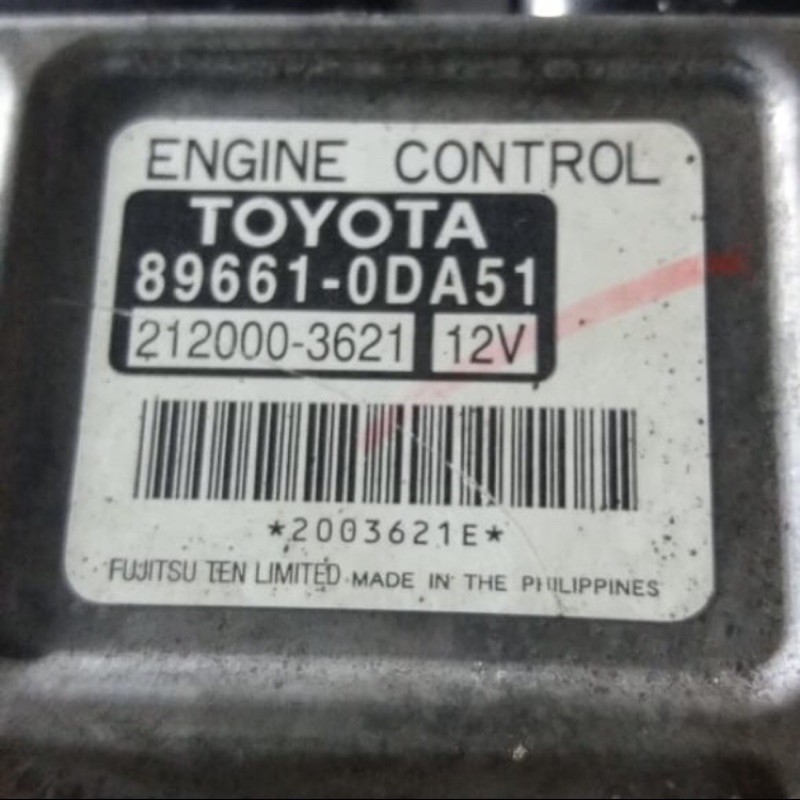 ENGINE CONTROL
TOYOTA
89661-0DA51
212000-3621 12V
*2003621E*
FUJITSU TEN LIMITED MADE IN THE PHILIPPINES